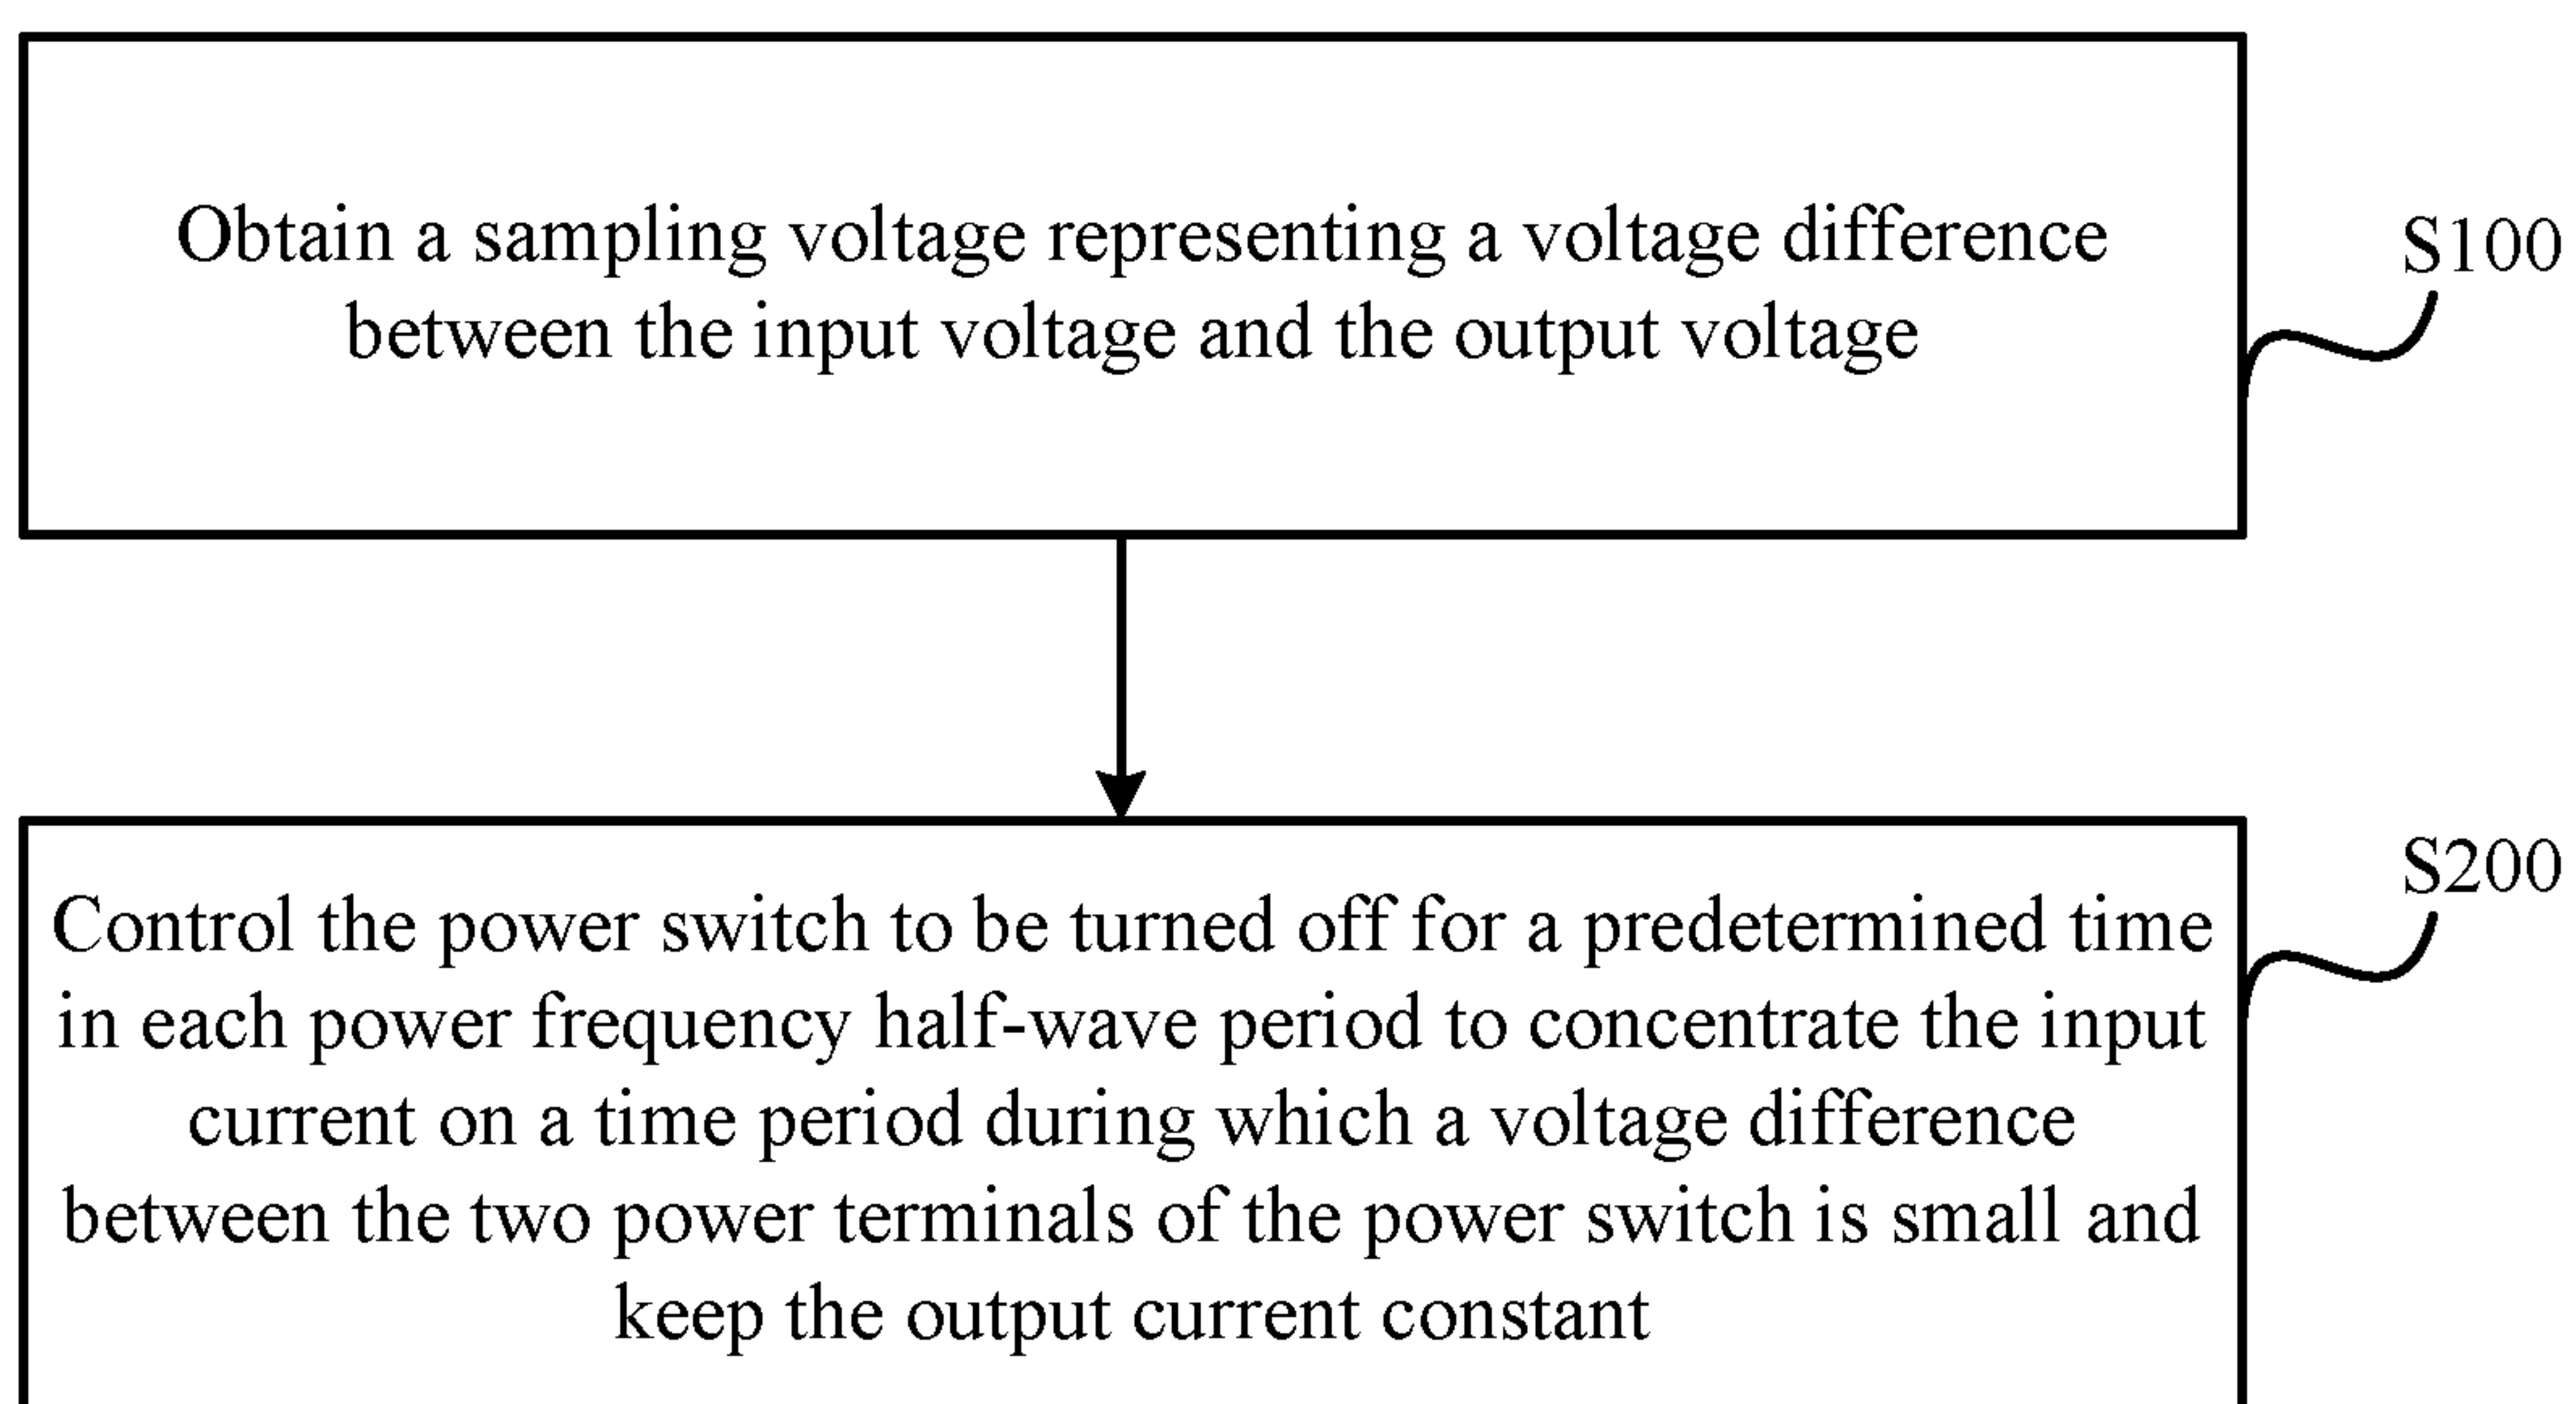 Obtain a sampling voltage representing a voltage difference
between the input voltage and the output voltage
S100
Control the power switch to be turned off for a predetermined time
in each power frequency half-wave period to concentrate the input
current on a time period during which a voltage difference
between the two power terminals of the power switch is small and
keep the output current constant
S200